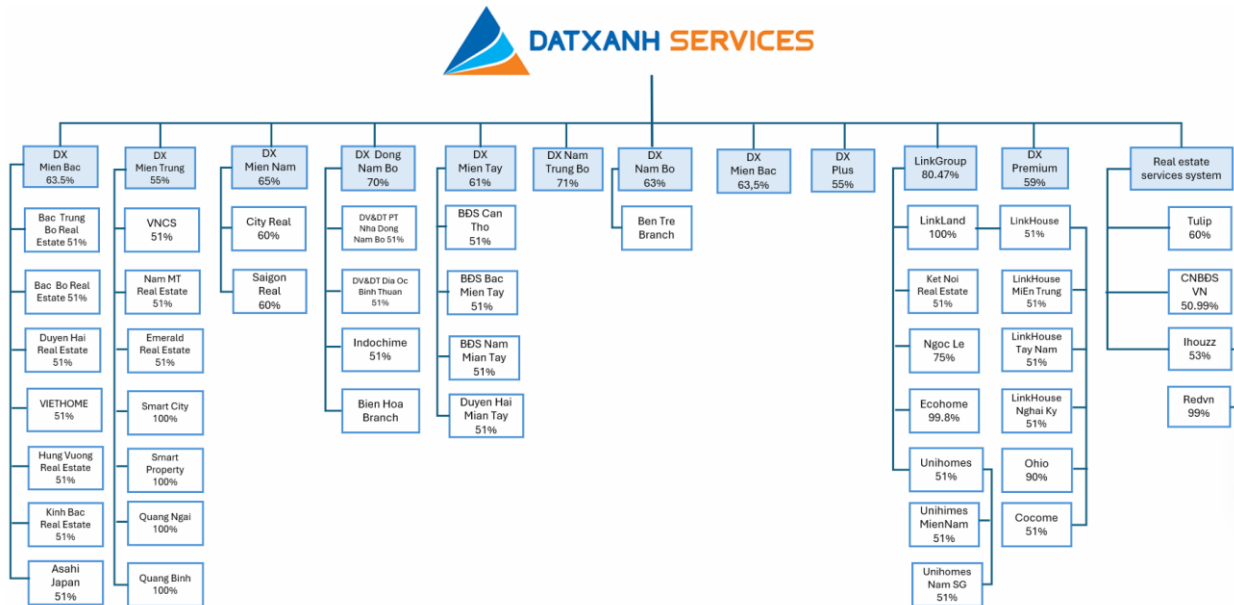 DATXANH SERVICES
DX
Mien Bac
63.5%
Bac Trung
Bo Real
Estate 51%
Bac Bo Real
Estate 51%
Duyen Hai
Real Estate
51%
VIETHOME
51%
Hung Vuong
Real Estate
51%
Kinh Bac
Real Estate
51%
Asahi
Japan
51%
DX
Mien Trung
55%
VNCS
51%
Nam MT
Real Estate
51%
Emerald
Real Estate
51%
Smart City
100%
Smart
Property
100%
Quang Ngai
100%
Quang Binh
100%
DX
Mien Nam
65%
City Real
60%
Saigon
Real
60%
DX Dong
Nam Bo
70%
DV&DT PT
Nha Dong
Nam Bo 51%
DV&DT Dia Oc
Binh Thuan
51%
Indochime
51%
Bien Hoa
Branch
DX
Mien Tay
61%
BĐS Can
Tho
51%
BĐS Bac
Mien Tay
51%
BĐS Nam
Mian Tay
51%
Duyen Hai
Mian Tay
51%
DX Nam
Trung Bo
71%
DX
Nam Bo
63%
Ben Tre
Branch
DX
Mien Bac
63,5%
DX
Plus
55%
LinkGroup
80.47%
LinkLand
100%
Ket Noi
Real Estate
51%
Ngoc Le
75%
Ecohome
99.8%
Unihomes
51%
Unihimes
MienNam
51%
Unihomes
Nam SG
51%
DX
Premium
59%
LinkHouse
51%
LinkHouse
MiEn Trung
51%
LinkHouse
Tay Nam
51%
LinkHouse
Nghai Ky
51%
Ohio
90%
Cocome
51%
Real estate
services system
Tulip
60%
CNBĐS
VN
50.99%
Ihouzz
53%
Redvn
99%